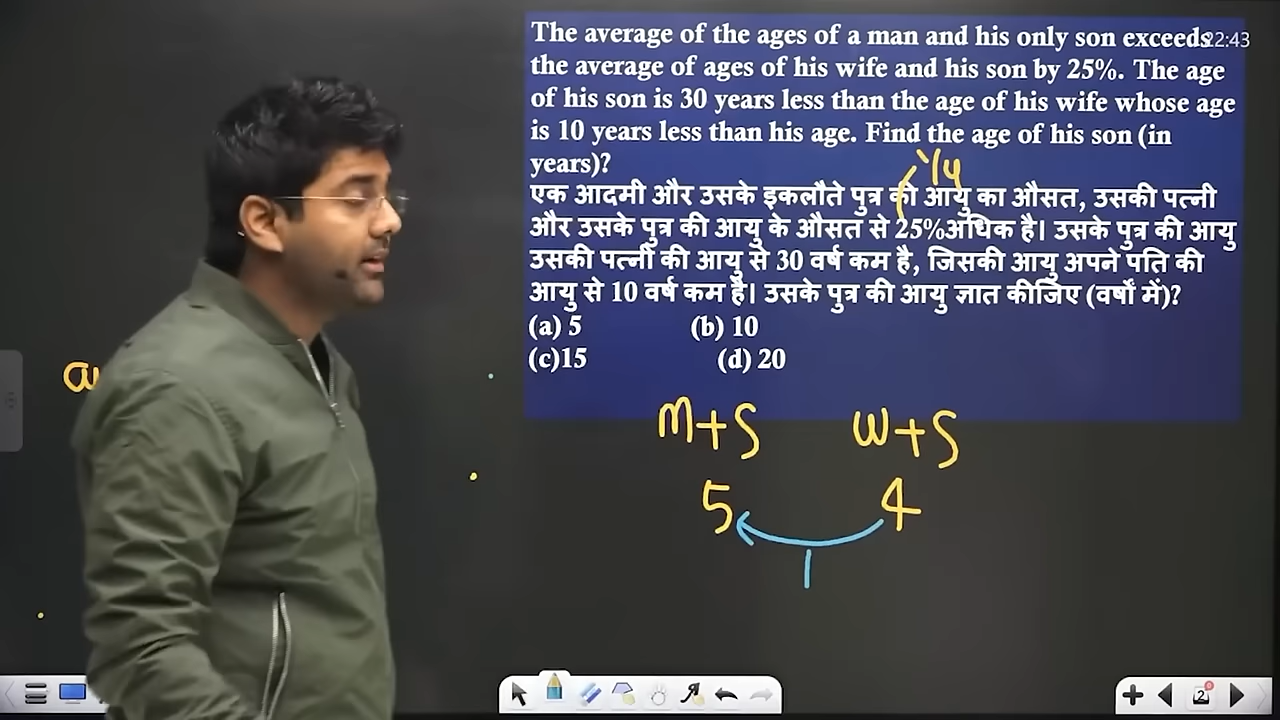 The average of the ages of a man and his only son exceeds
22:43
the average of ages of his wife and his son by 25%. The age
of his son is 30 years less than the age of his wife whose age
is 10 years less than his age. Find the age of his son (in
years)?
1/4
एक आदमी और उसके इकलौते पुत्र की आयु का औसत, उसकी पत्नी
और उसके पुत्र की आयु के औसत से 25%अधिक है। उसके पुत्र की आयु
उसकी पत्नी की आयु से 30 वर्ष कम है, जिसकी आयु अपने पति की
आयु से 10 वर्ष कम है। उसके पुत्र की आयु ज्ञात कीजिए (वर्षों में)?
(a) 5 (b) 10
(c)15 (d) 20
m+S w+S
5 4
1
2